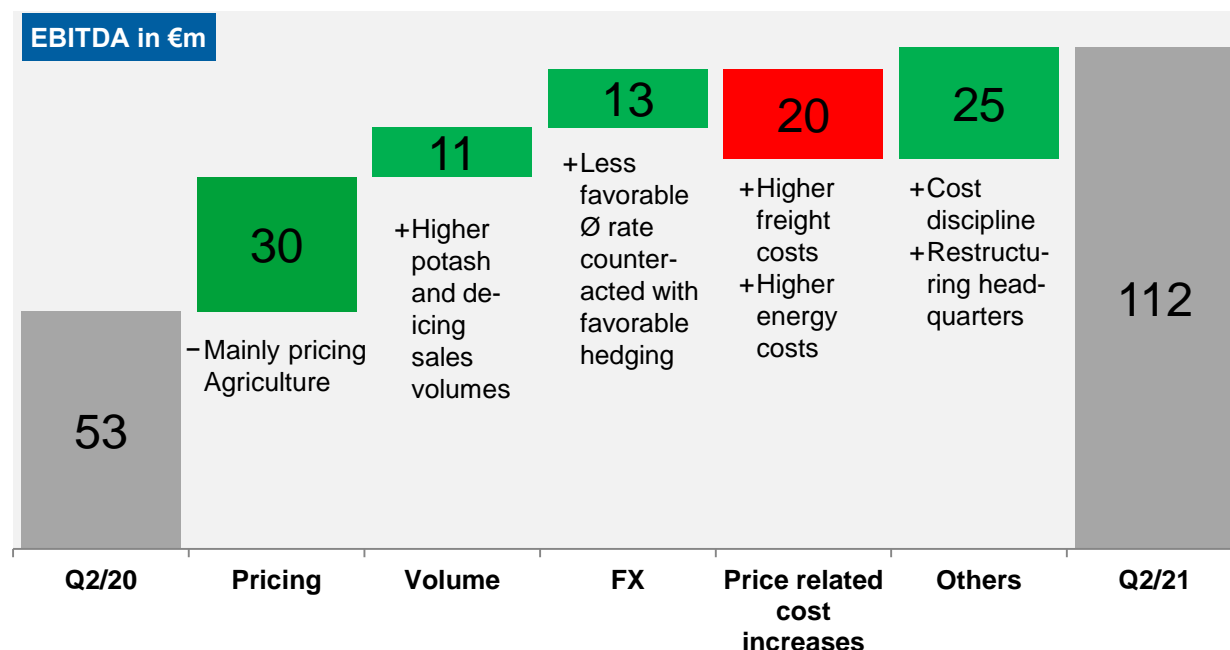 EBITDA in €m
53
30
−Mainly pricing
Agriculture
11
+Higher
potash
and de-
icing
sales
volumes
13
+Less
favorable
Ø rate
counter-
acted with
favorable
hedging
20
+Higher
freight
costs
+Higher
energy
costs
25
+Cost
discipline
+Restructu-
ring head-
quarters
112
Q2/20
Pricing
Volume
FX
Price related
cost
increases
Others
Q2/21